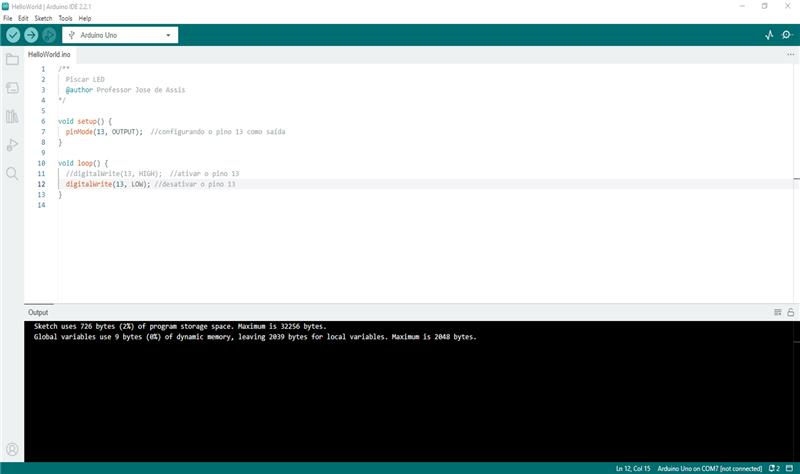 HelloWorld | Arduino IDE 2.2.1
File Edit Sketch Tools Help
Arduino Uno
HelloWorld.ino
1 /**
2 Piscar LED
3 @author Professor Jose de Assis
4 */
5
6 void setup() {
7 pinMode(13, OUTPUT); //configurando o pino 13 como saída
8 }
9
10 void loop() {
11 //digitalWrite(13, HIGH); //ativar o pino 13
12 digitalWrite(13, LOW); //desativar o pino 13
13 }
14
Output
Sketch uses 726 bytes (2%) of program storage space. Maximum is 32256 bytes.
Global variables use 9 bytes (0%) of dynamic memory, leaving 2039 bytes for local variables. Maximum is 2048 bytes.
Ln 12, Col 15 Arduino Uno on COM7 [not connected] 2